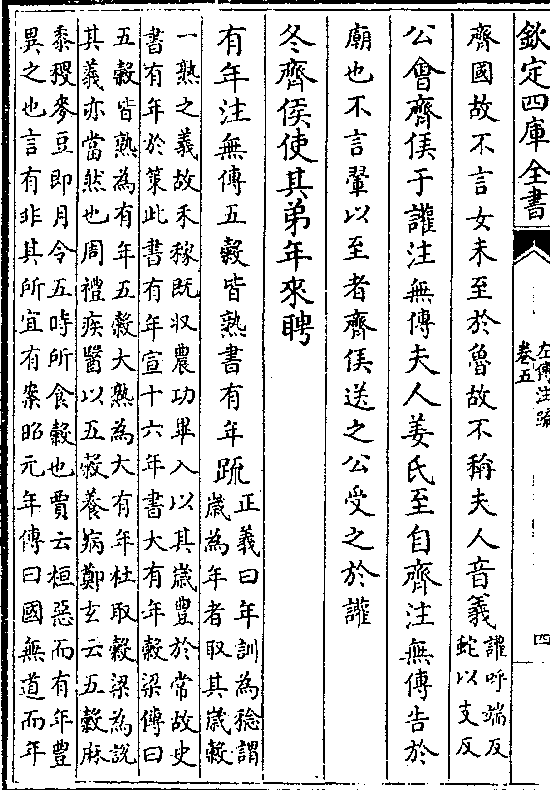 欽定四庫全書
左傳注疏
卷五
四
齊國故不言女未至於魯故不稱夫人音義讙呼端反
蛇以支反
公會齊侯于讙注無傳夫人姜氏至自齊注無傳告於
廟也不言翬以至者齊侯送之公受之於讙
冬齊侯使其弟年來聘
有年注無傳五穀皆熟書有年疏正義曰年訓為稔謂
歳為年者取其歳穀
一熟之義故禾稼既收農功畢入以其歳豐於常故史
書有年於策此書有年宣十六年書大有年穀梁傳曰
五穀皆熟為有年五穀大熟為大有年杜取穀梁為說
其義亦當然也周禮疾醫以五穀養病鄭玄云五穀麻
黍稷麥豆即月令五時所食穀也賈云桓惡而有年豐
異之也言有非其所宜有案昭元年傳曰國無道而年